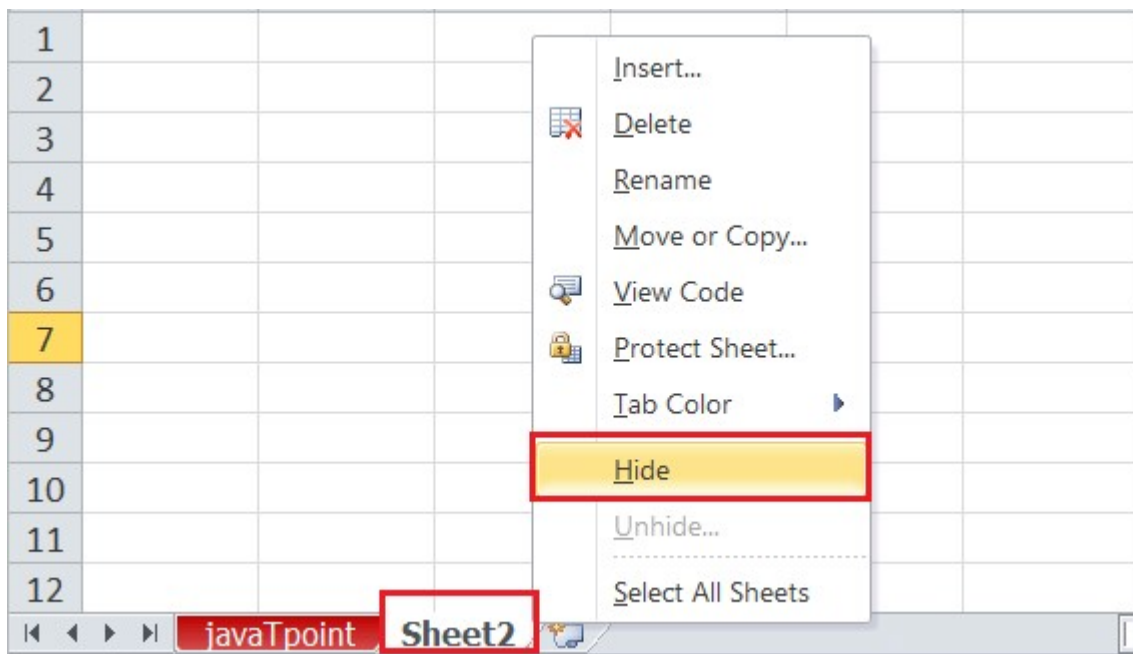 1
Insert...
2
Delete
3
Rename
4
Move or Copy...
5
6
View Code
7
Protect Sheet...
8
Tab Color
9
Hide
10
Unhide...
11
12
Select All Sheets
javaTpoint Sheet2